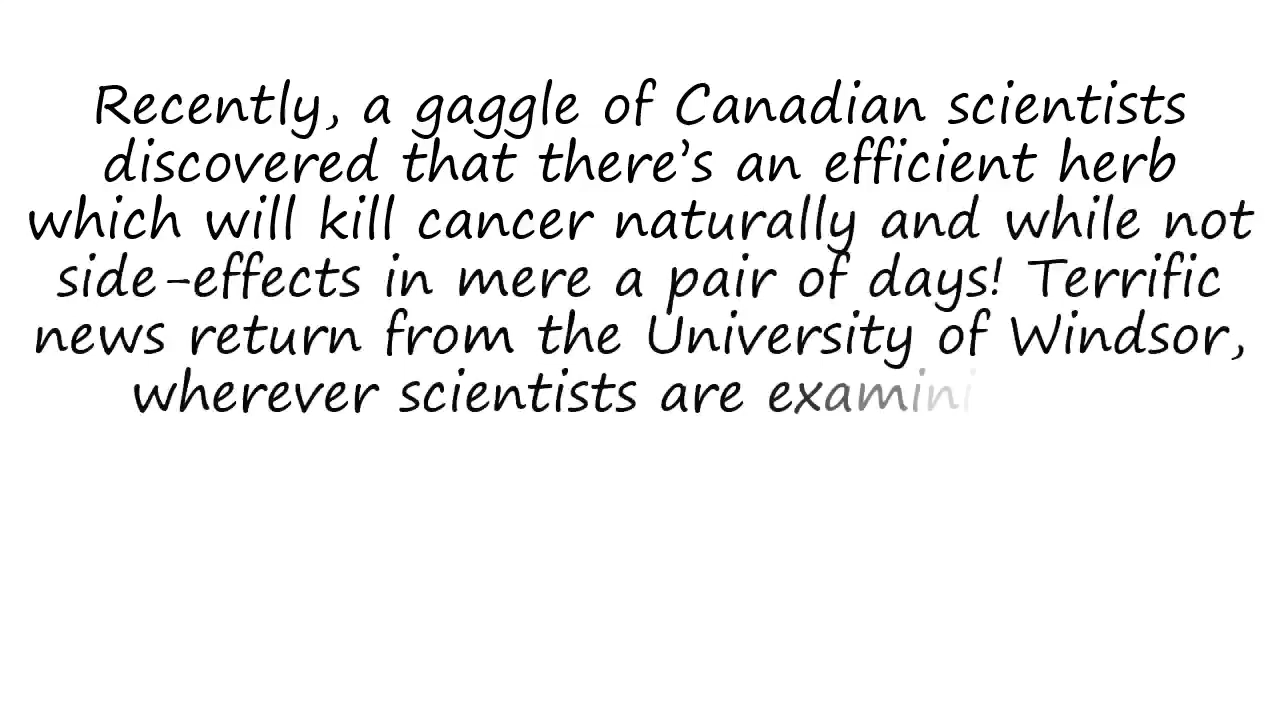 Recently, a gaggle of Canadian scientists
discovered that there's an efficient herb
which will kill cancer naturally and while not
side-effects in mere a pair of days! Terrific
news return from the University of Windsor,
wherever scientists are examini